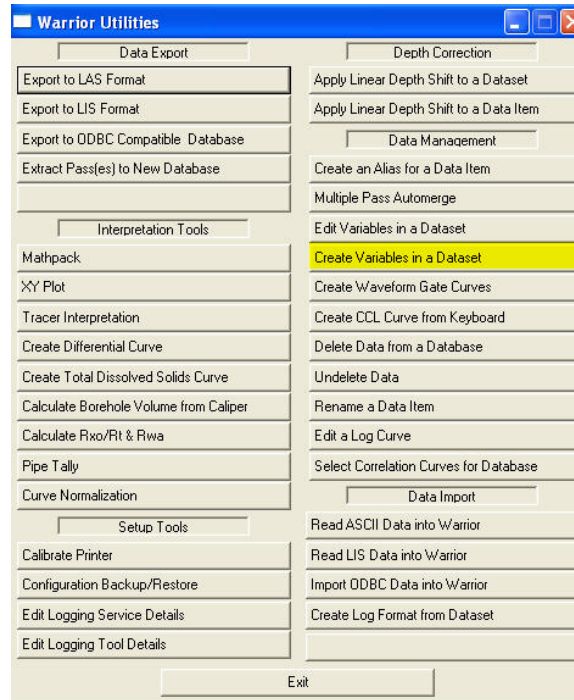 Warrior Utilities
Data Export
Export to LAS Format
Export to LIS Format
Export to ODBC Compatible Database
Extract Pass(es) to New Database
Interpretation Tools
Mathpack
XY Plot
Tracer Interpretation
Create Differential Curve
Create Total Dissolved Solids Curve
Calculate Borehole Volume from Caliper
Calculate Rxo/Rt & Rwa
Pipe Tally
Curve Normalization
Setup Tools
Calibrate Printer
Configuration Backup/Restore
Edit Logging Service Details
Edit Logging Tool Details
Depth Correction
Apply Linear Depth Shift to a Dataset
Apply Linear Depth Shift to a Data Item
Data Management
Create an Alias for a Data Item
Multiple Pass Automerge
Edit Variables in a Dataset
Create Variables in a Dataset
Create Waveform Gate Curves
Create CCL Curve from Keyboard
Delete Data from a Database
Undelete Data
Rename a Data Item
Edit a Log Curve
Select Correlation Curves for Database
Data Import
Read ASCII Data into Warrior
Read LIS Data into Warrior
Import ODBC Data into Warrior
Create Log Format from Dataset
Exit